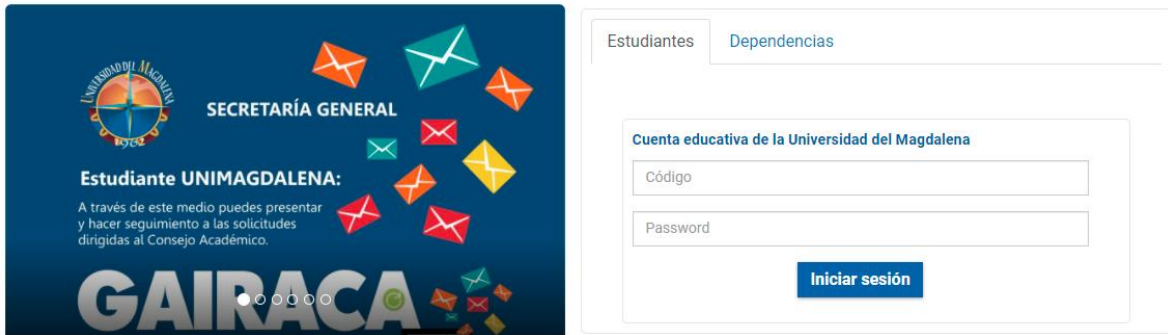 UNIVERSIDAD DEL MAGDALENA
1962
SECRETARÍA GENERAL
Estudiante UNIMAGDALENA:
A través de este medio puedes presentar
y hacer seguimiento a las solicitudes
dirigidas al Consejo Académico.
GAIRACA
Estudiantes
Dependencias
Cuenta educativa de la Universidad del Magdalena
Código
Password
Iniciar sesión